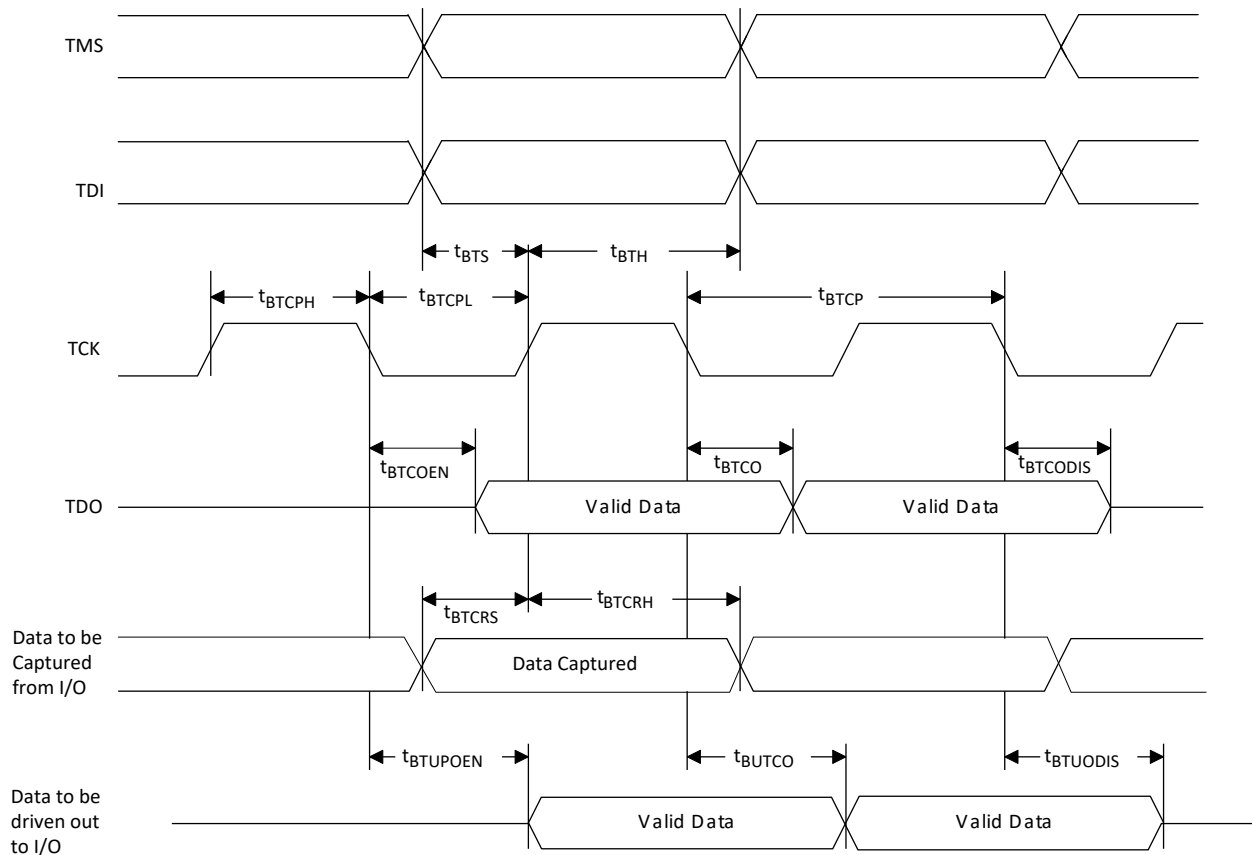 TMS
TDI
tBTS
tBTH
tBTCPH
tBTCPL
tBTCP
TCK
tBTCOEN
tBTCO
tBTCODIS
TDO
Valid Data
Valid Data
tBTCRS
tBTCRH
Data to be
Captured
from I/O
Data Captured
tBTUPOEN
tBUTCO
tBTUODIS
Data to be
driven out
to I/O
Valid Data
Valid Data